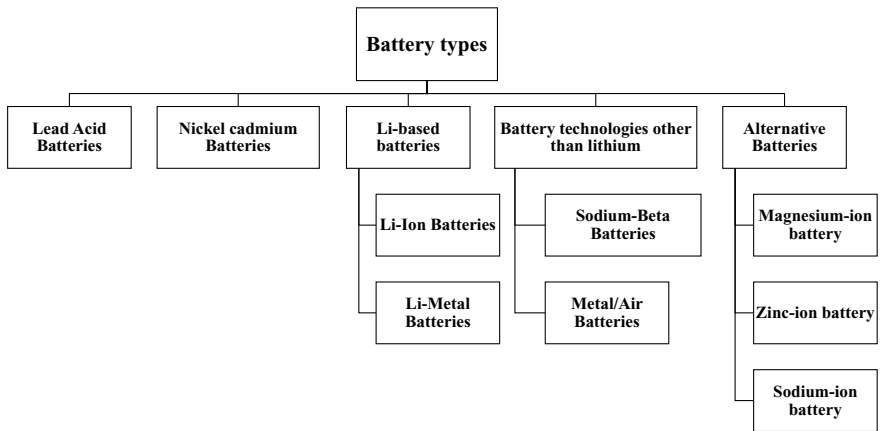 Battery types
Lead Acid
Batteries
Nickel cadmium
Batteries
Li-based
batteries
Battery technologies other
than lithium
Alternative
Batteries
Li-Ion Batteries
Li-Metal
Batteries
Sodium-Beta
Batteries
Metal/Air
Batteries
Magnesium-ion
battery
Zinc-ion battery
Sodium-ion
battery